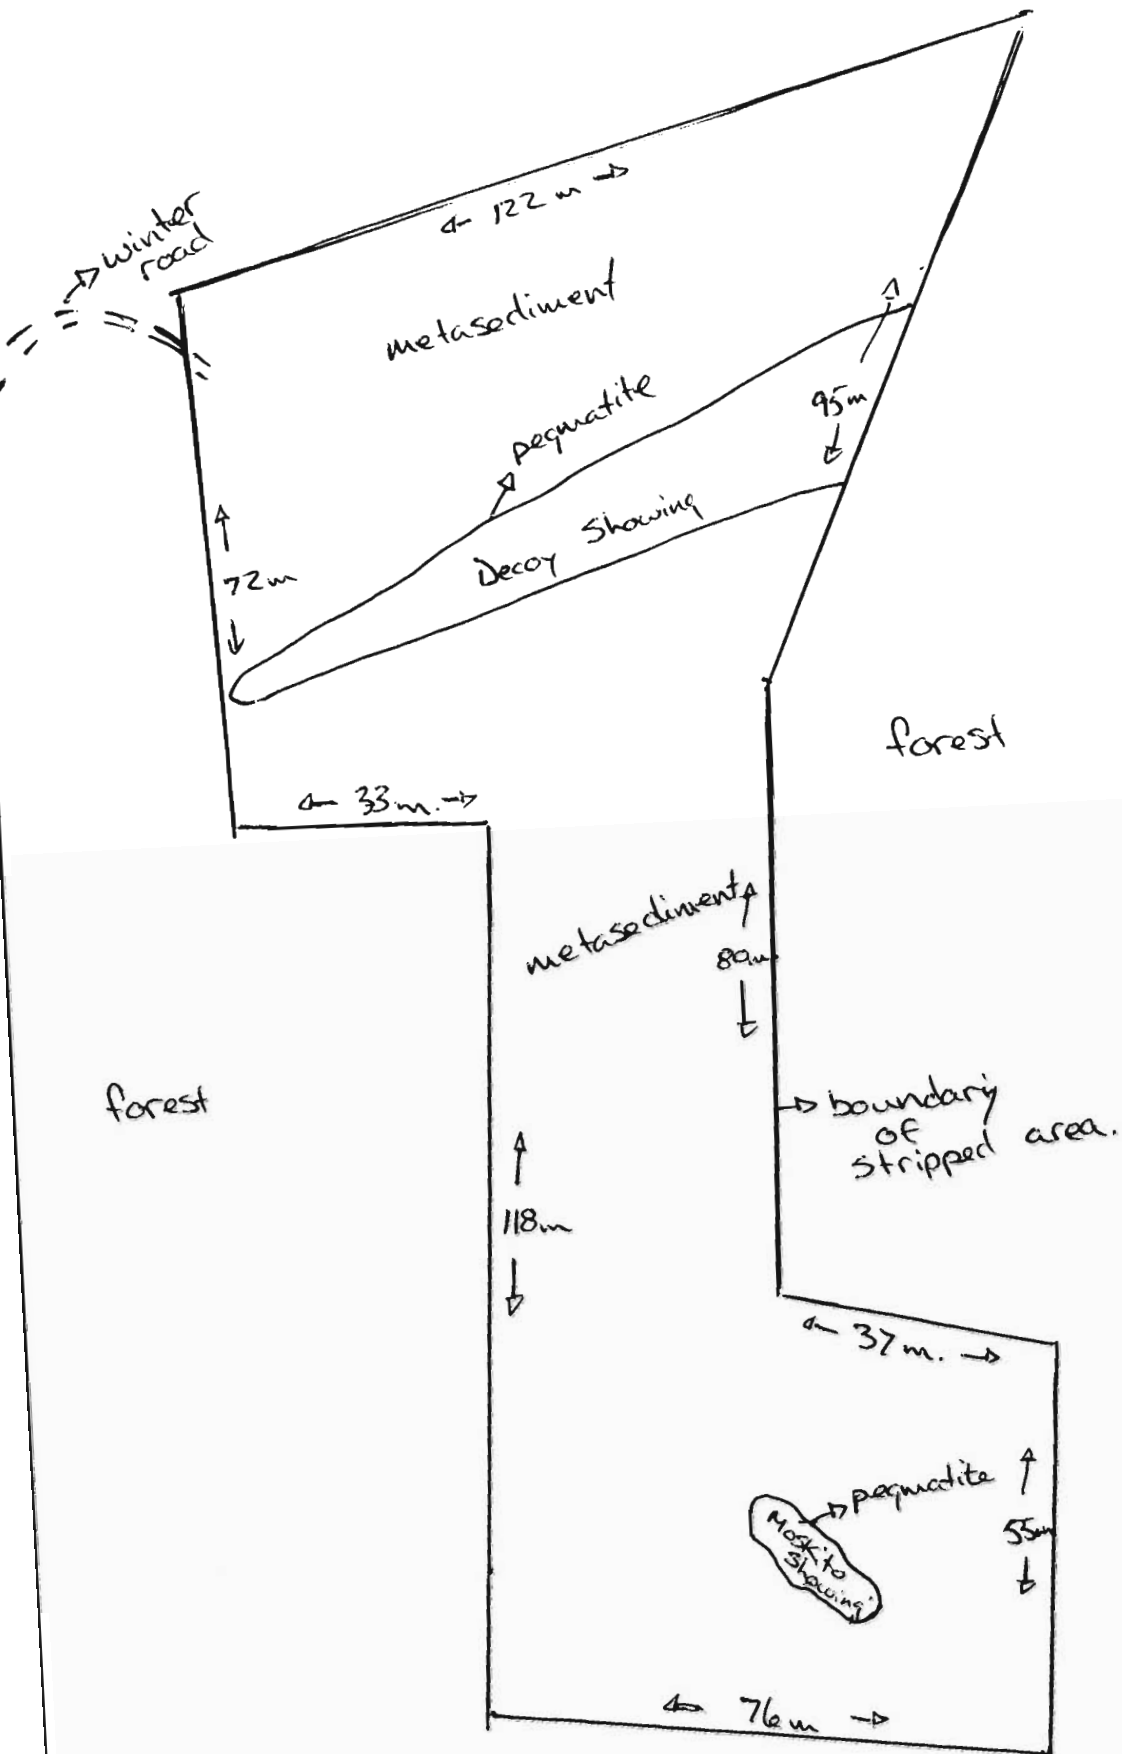 122 m
winter
road
metasediment
pegmatite
95m
Decoy Showing
72m
forest
33 m.
metasediment
80m
forest
boundary
of
stripped area.
118m
37 m.
pegmatite
55m
Moskito
Showing
76 m